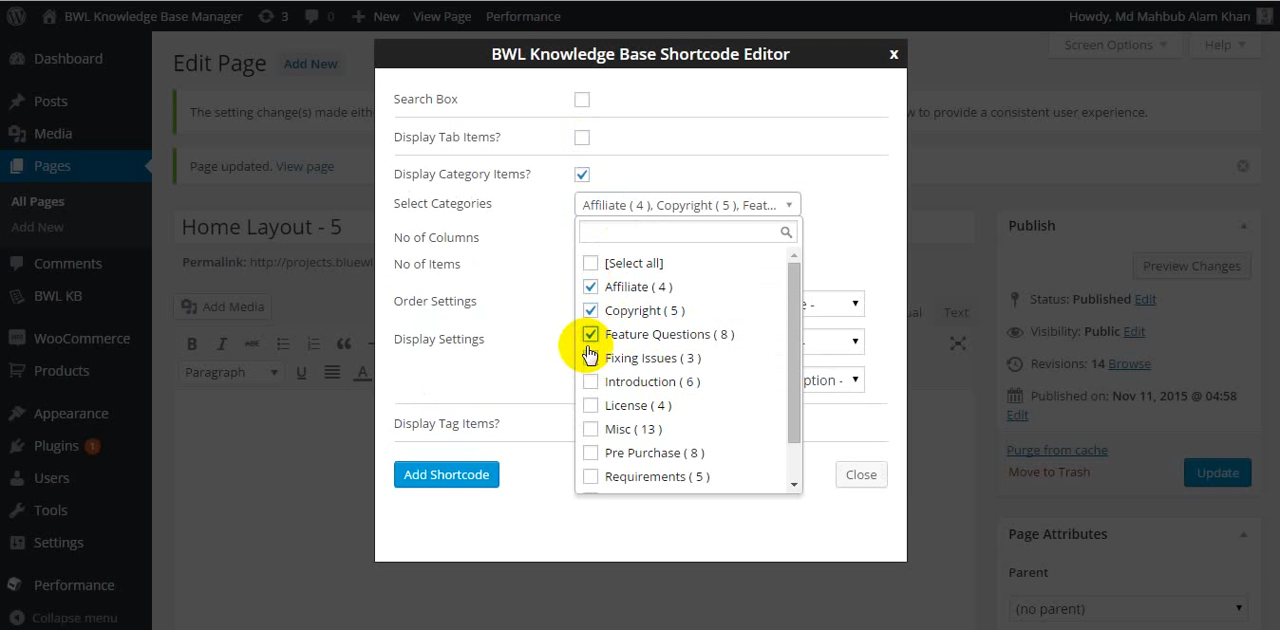 BWL Knowledge Base Manager 3 0 New View Page Performance Howdy, Md Mahbub Alam Khan
BWL Knowledge Base Shortcode Editor x
Dashboard
Posts
Media
Pages
All Pages
Add New
Comments
BWL KB
WooCommerce
Products
Appearance
Plugins 1
Users
Tools
Settings
Performance
Collapse menu
Edit Page Add New
Screen Options Help
The setting change(s) made eith
w to provide a consistent user experience.
Page updated. View page
Home Layout - 5
Permalink: http://projects.bluewi
Add Media
Text
B I ABC
Paragraph U A
Search Box
Display Tab Items?
Display Category Items?
Select Categories Affiliate ( 4 ), Copyright ( 5 ), Feat...
No of Columns
No of Items
Order Settings
Display Settings
Display Tag Items?
[Select all]
Affiliate ( 4 )
Copyright ( 5 )
Feature Questions ( 8 )
Fixing Issues ( 3 )
Introduction ( 6 )
License ( 4 )
Misc ( 13 )
Pre Purchase ( 8 )
Requirements ( 5 )
ption -
Add Shortcode Close
Publish
Preview Changes
Status: Published Edit
Visibility: Public Edit
Revisions: 14 Browse
Published on: Nov 11, 2015 @ 04:58
Edit
Purge from cache
Move to Trash Update
Page Attributes
Parent
(no parent)